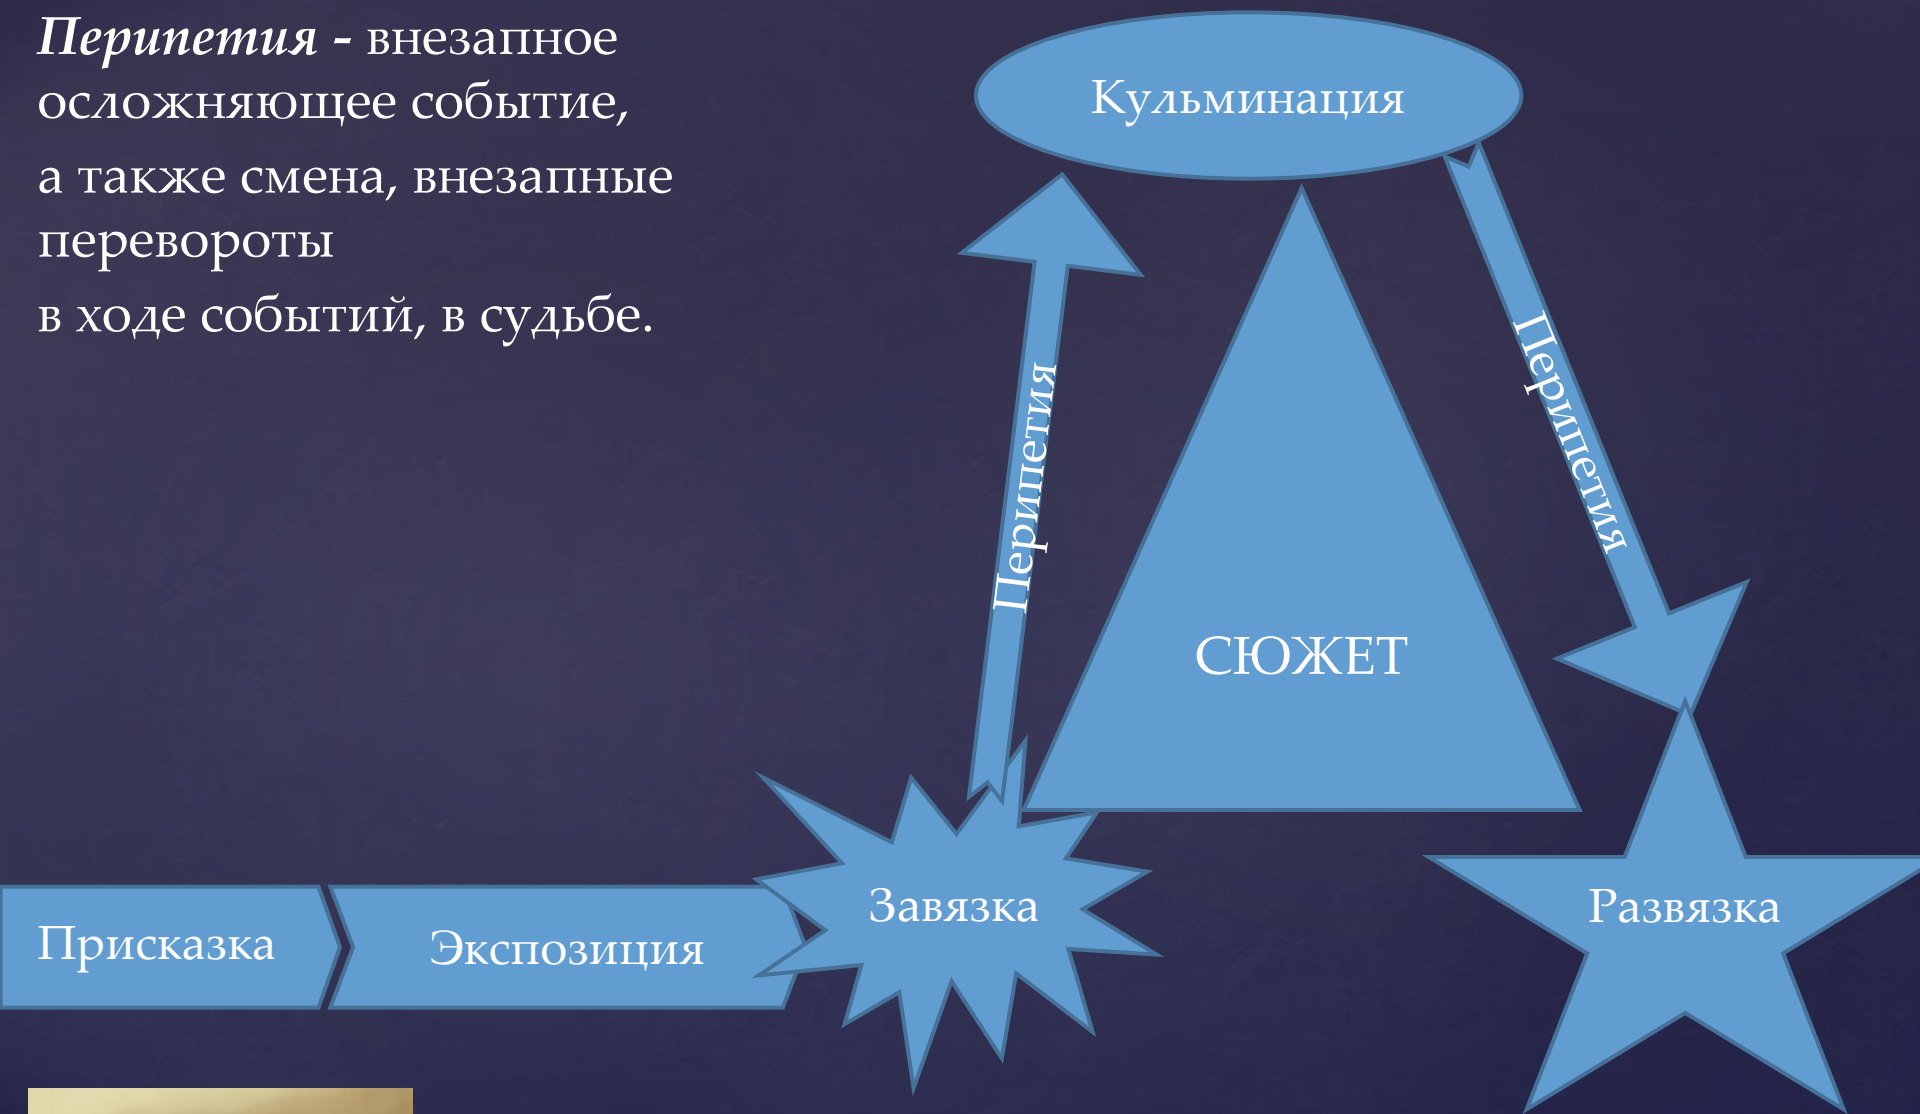 Перипетия - внезапное
осложняющее событие,
а также смена, внезапные
перевороты
в ходе событий, в судьбе.
Кульминация
Перипетия
Перипетия
СЮЖЕТ
Присказка
Экспозиция
Завязка
Развязка